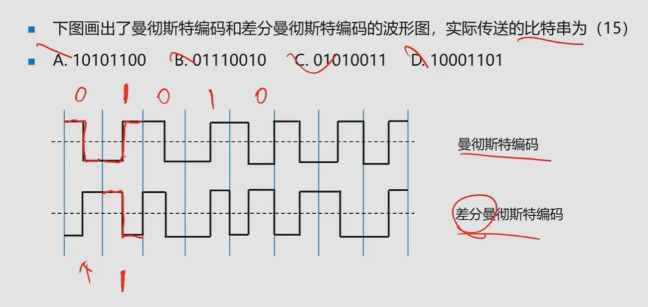 下图画出了曼彻斯特编码和差分曼彻斯特编码的波形图，实际传送的比特串为（15）
A. 10101100 B. 01110010 C. 01010011 D. 10001101
0 1 0 1 0
曼彻斯特编码
差分曼彻斯特编码
1